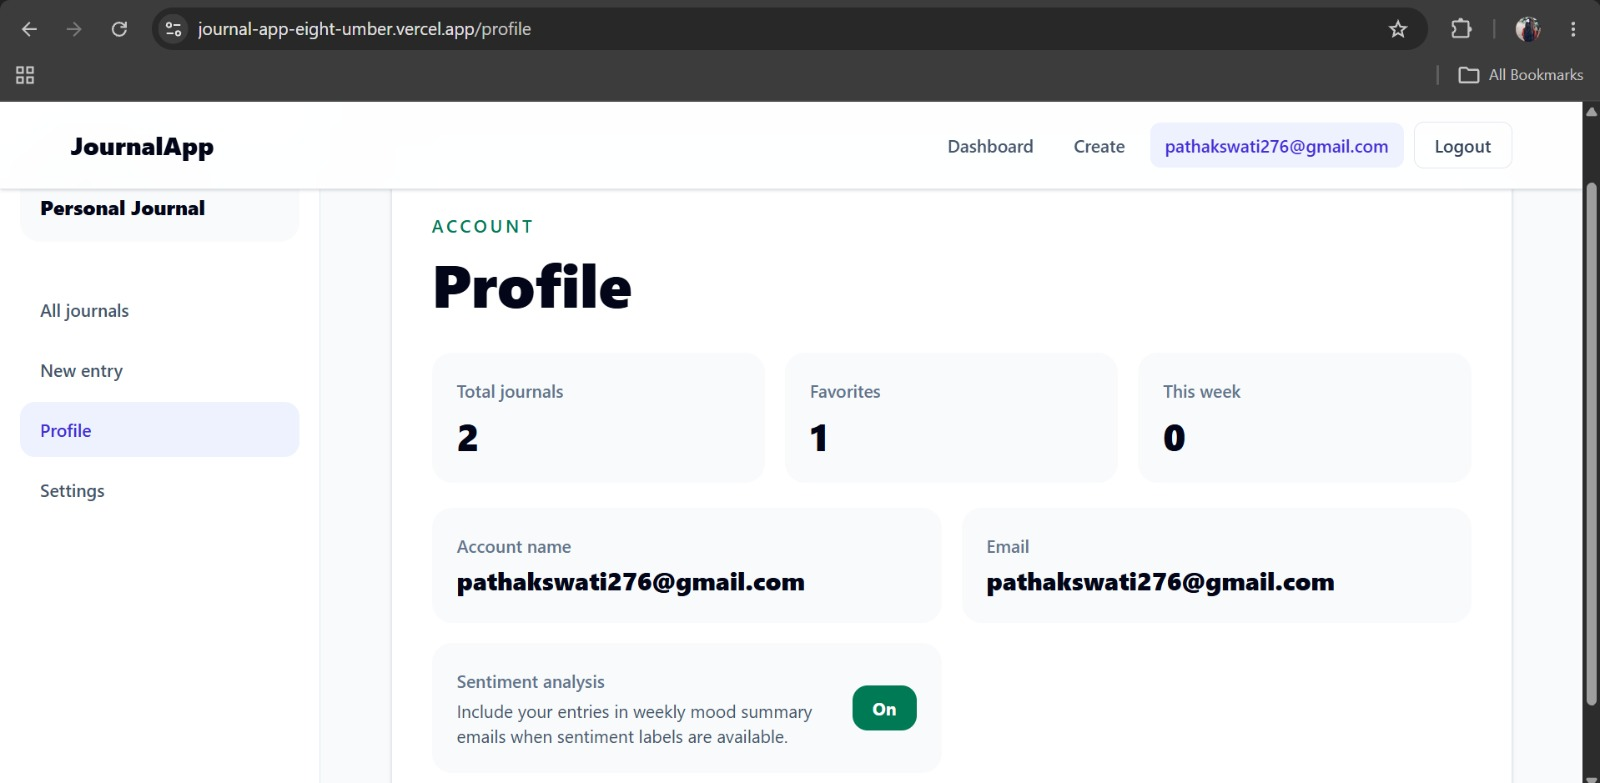 journal-app-eight-umber.vercel.app/profile
All Bookmarks
JournalApp
Dashboard
Create
pathakswati276@gmail.com
Logout
Personal Journal
All journals
New entry
Profile
Settings
ACCOUNT
Profile
Total journals
2
Favorites
1
This week
0
Account name
pathakswati276@gmail.com
Email
pathakswati276@gmail.com
Sentiment analysis
Include your entries in weekly mood summary
emails when sentiment labels are available.
On